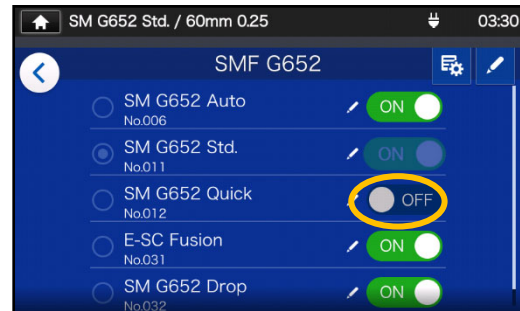 SM G652 Std. / 60mm 0.25
03:30
SMF G652
SM G652 Auto
No.006
ON
SM G652 Std.
No.011
ON
SM G652 Quick
No.012
OFF
E-SC Fusion
No.031
ON
SM G652 Drop
No.032
ON